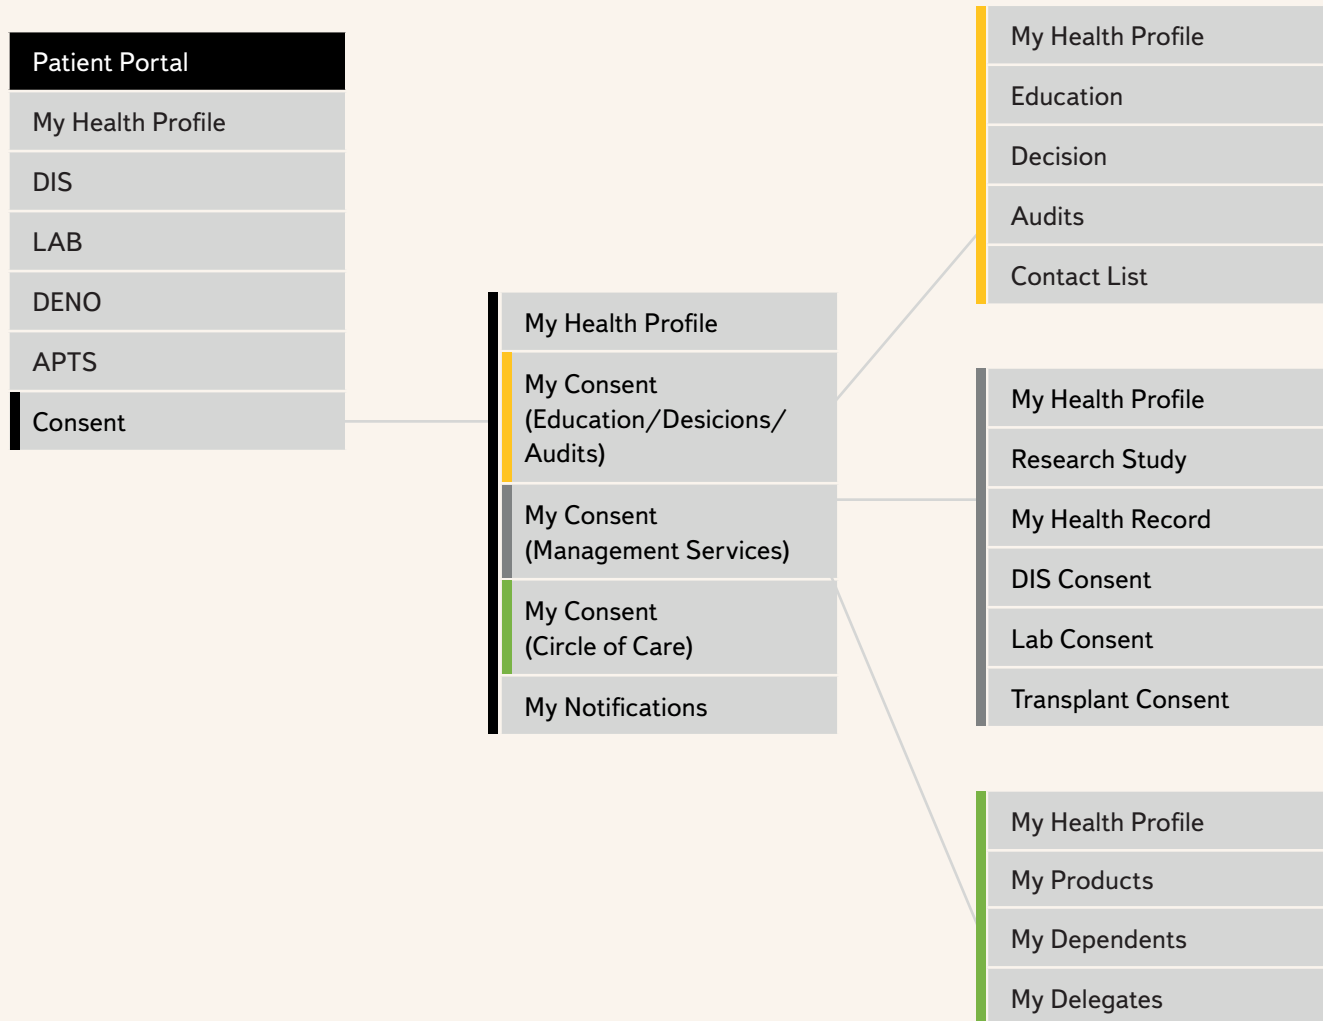 Patient Portal
My Health Profile
DIS
LAB
DENO
APTS
Consent
My Health Profile
My Consent
(Education/Desicions/
Audits)
My Consent
(Management Services)
My Consent
(Circle of Care)
My Notifications
My Health Profile
Education
Decision
Audits
Contact List
My Health Profile
Research Study
My Health Record
DIS Consent
Lab Consent
Transplant Consent
My Health Profile
My Products
My Dependents
My Delegates